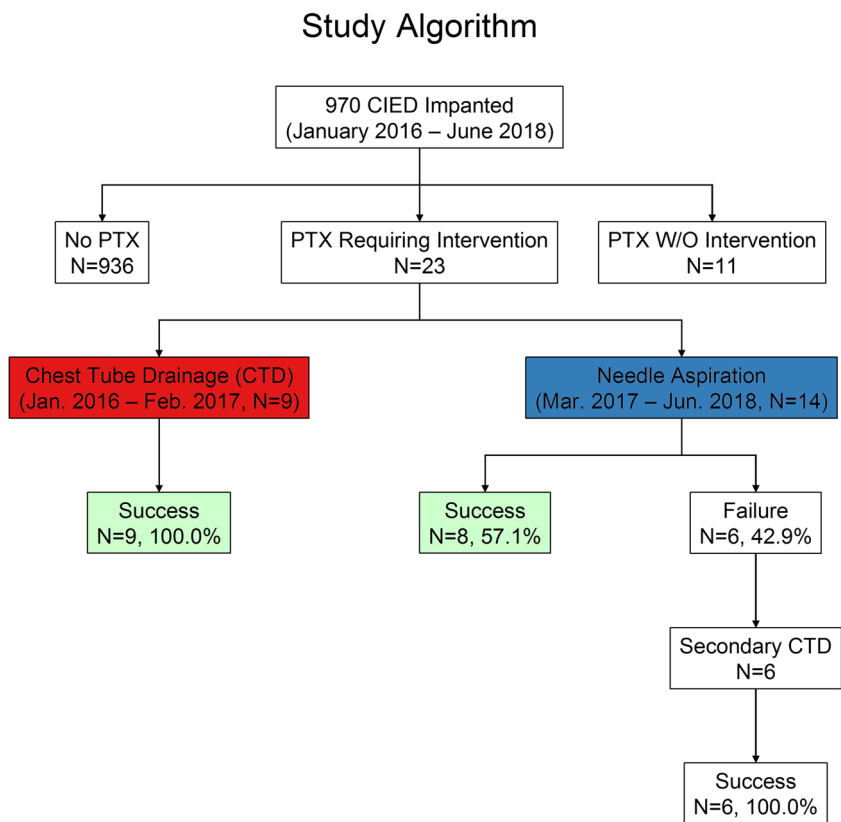 Study Algorithm
970 CIED Impanted
(January 2016 – June 2018)
No PTX
N=936
PTX Requiring Intervention
N=23
PTX W/O Intervention
N=11
Chest Tube Drainage (CTD)
(Jan. 2016 – Feb. 2017, N=9)
Needle Aspiration
(Mar. 2017 – Jun. 2018, N=14)
Success
N=9, 100.0%
Success
N=8, 57.1%
Failure
N=6, 42.9%
Secondary CTD
N=6
Success
N=6, 100.0%